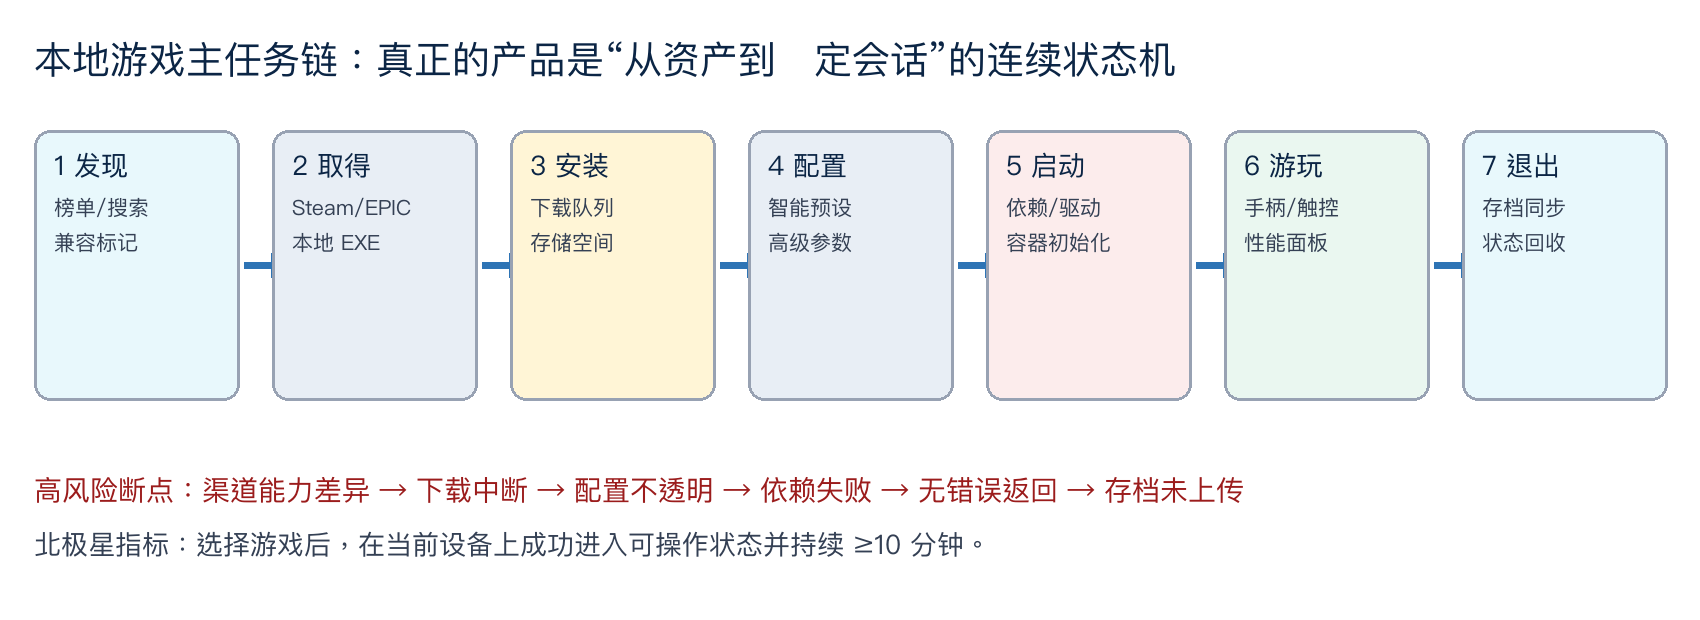 本地游戏主任务链：真正的产品是“从资产到　定会话”的连续状态机
1 发现
榜单/搜索
兼容标记
2 取得
Steam/EPIC
本地 EXE
3 安装
下载队列
存储空间
4 配置
智能预设
高级参数
5 启动
依赖/驱动
容器初始化
6 游玩
手柄/触控
性能面板
7 退出
存档同步
状态回收
高风险断点：渠道能力差异 → 下载中断 → 配置不透明 → 依赖失败 → 无错误返回 → 存档未上传
北极星指标：选择游戏后，在当前设备上成功进入可操作状态并持续 ≥10 分钟。